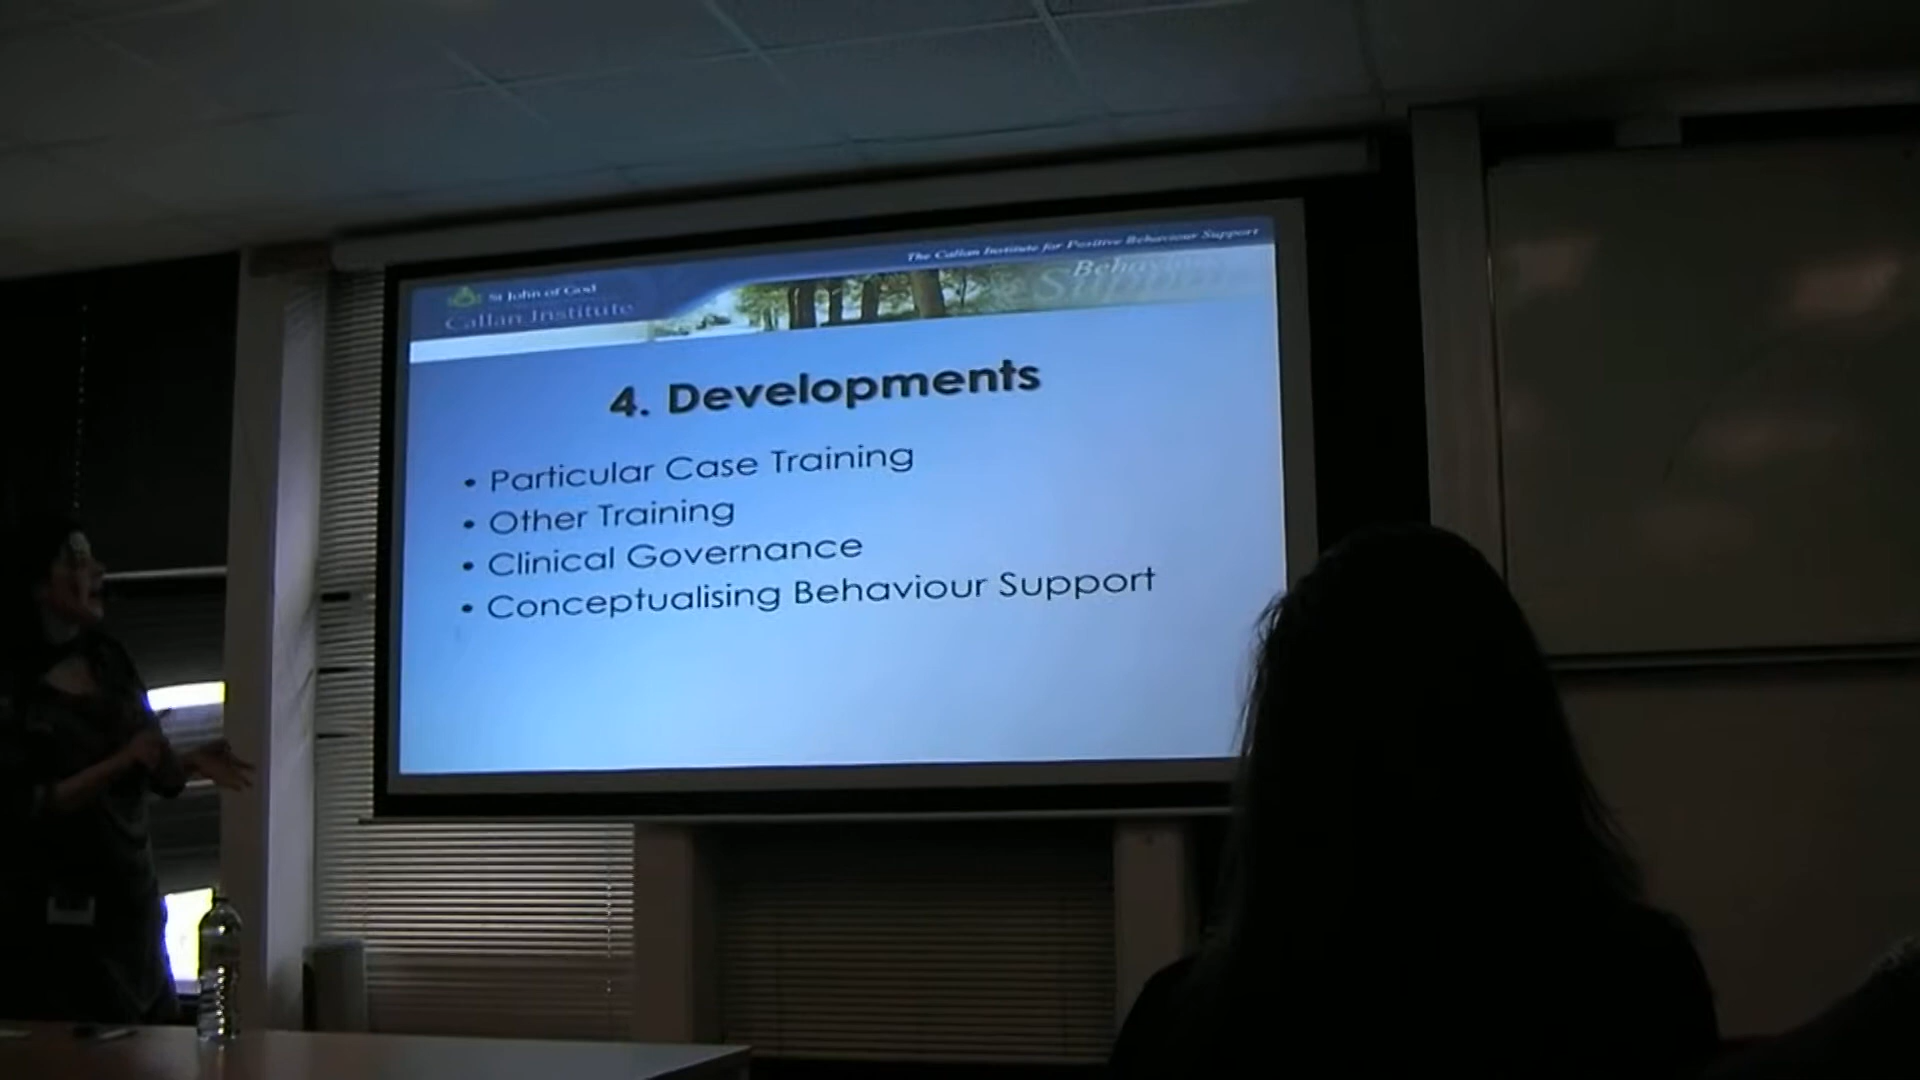 The Callan Institute for Positive Behaviour Support
St John of God
Callan Institute
Support
4. Developments
• Particular Case Training
• Other Training
• Clinical Governance
• Conceptualising Behaviour Support